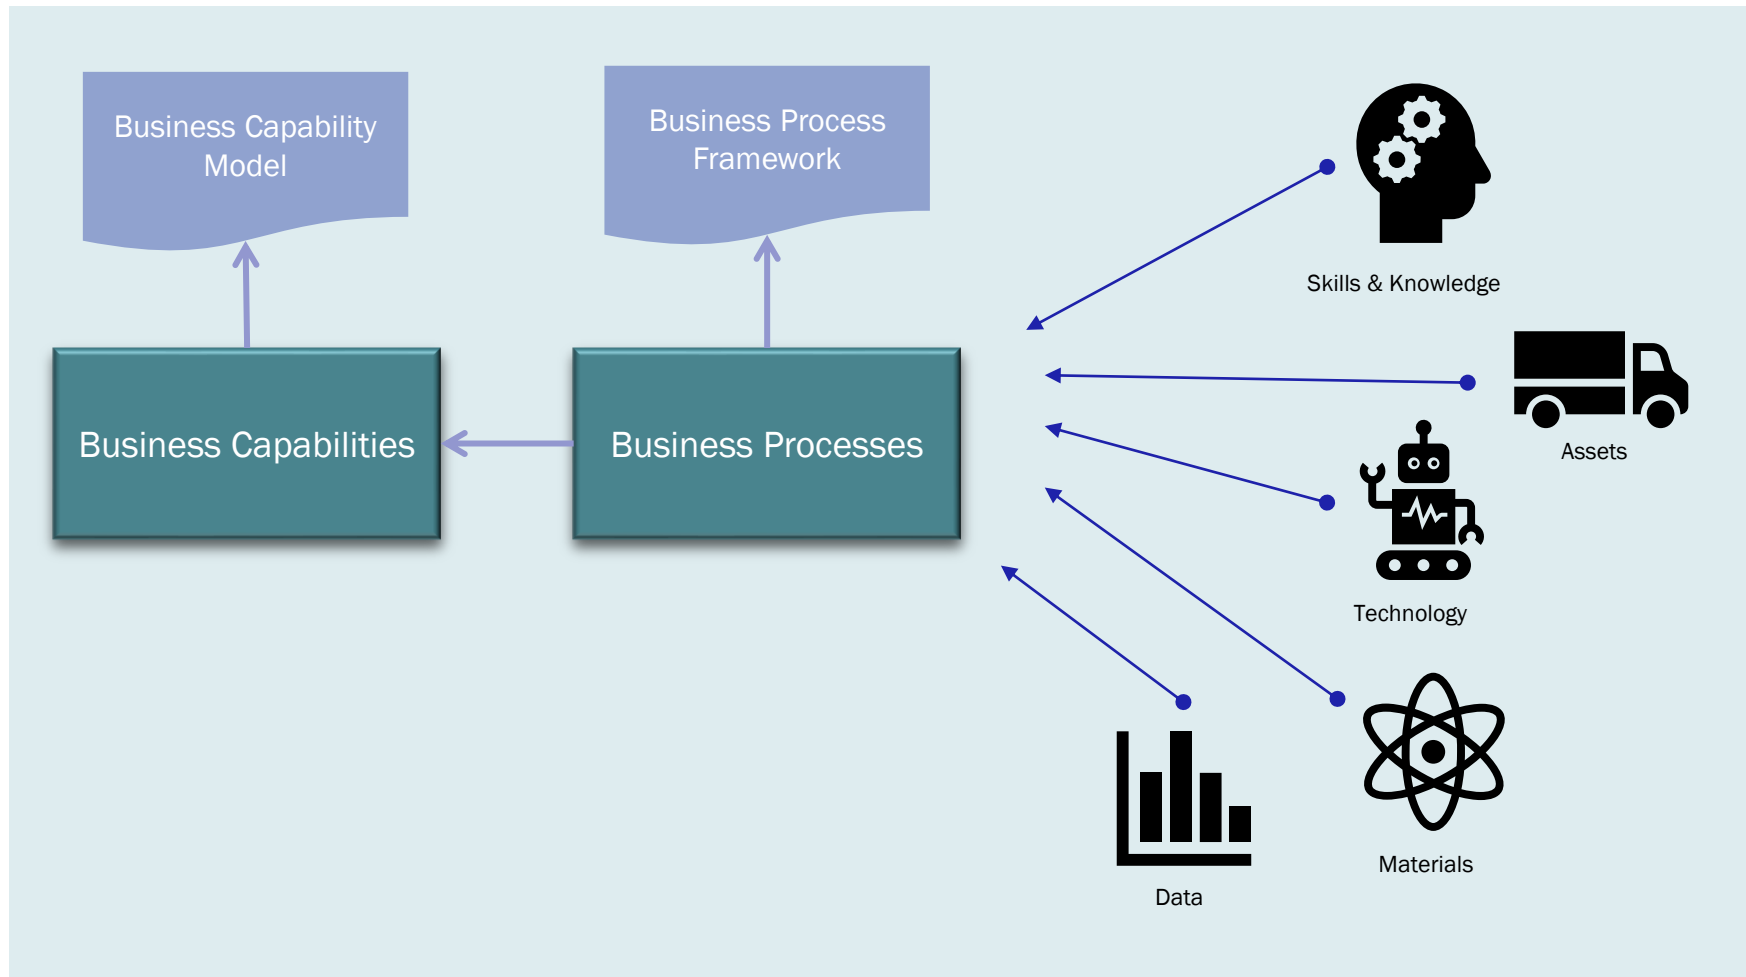 Business Capability
Model
Business Process
Framework
Skills & Knowledge
Business Capabilities
Business Processes
Assets
Technology
Materials
Data